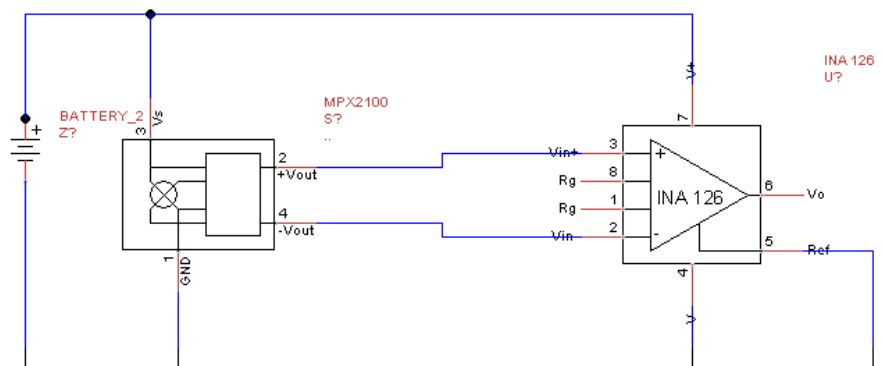 INA 126
U?
V+
MPX2100
S?
..
BATTERY_2
Z?
+
Vs
3
7
2
+Vout
4
-Vout
1
GND
Vin+
3
+
Rg
8
Rg
1
Vin
2
-
INA 126
6
Vo
5
Ref
4
V